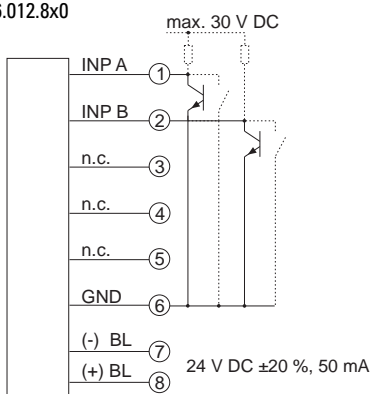 6.012.8x0
max. 30 V DC
INP A
1
INP B
2
n.c.
3
n.c.
4
n.c.
5
GND
6
(-) BL
7
24 V DC ±20 %, 50 mA
(+) BL
8